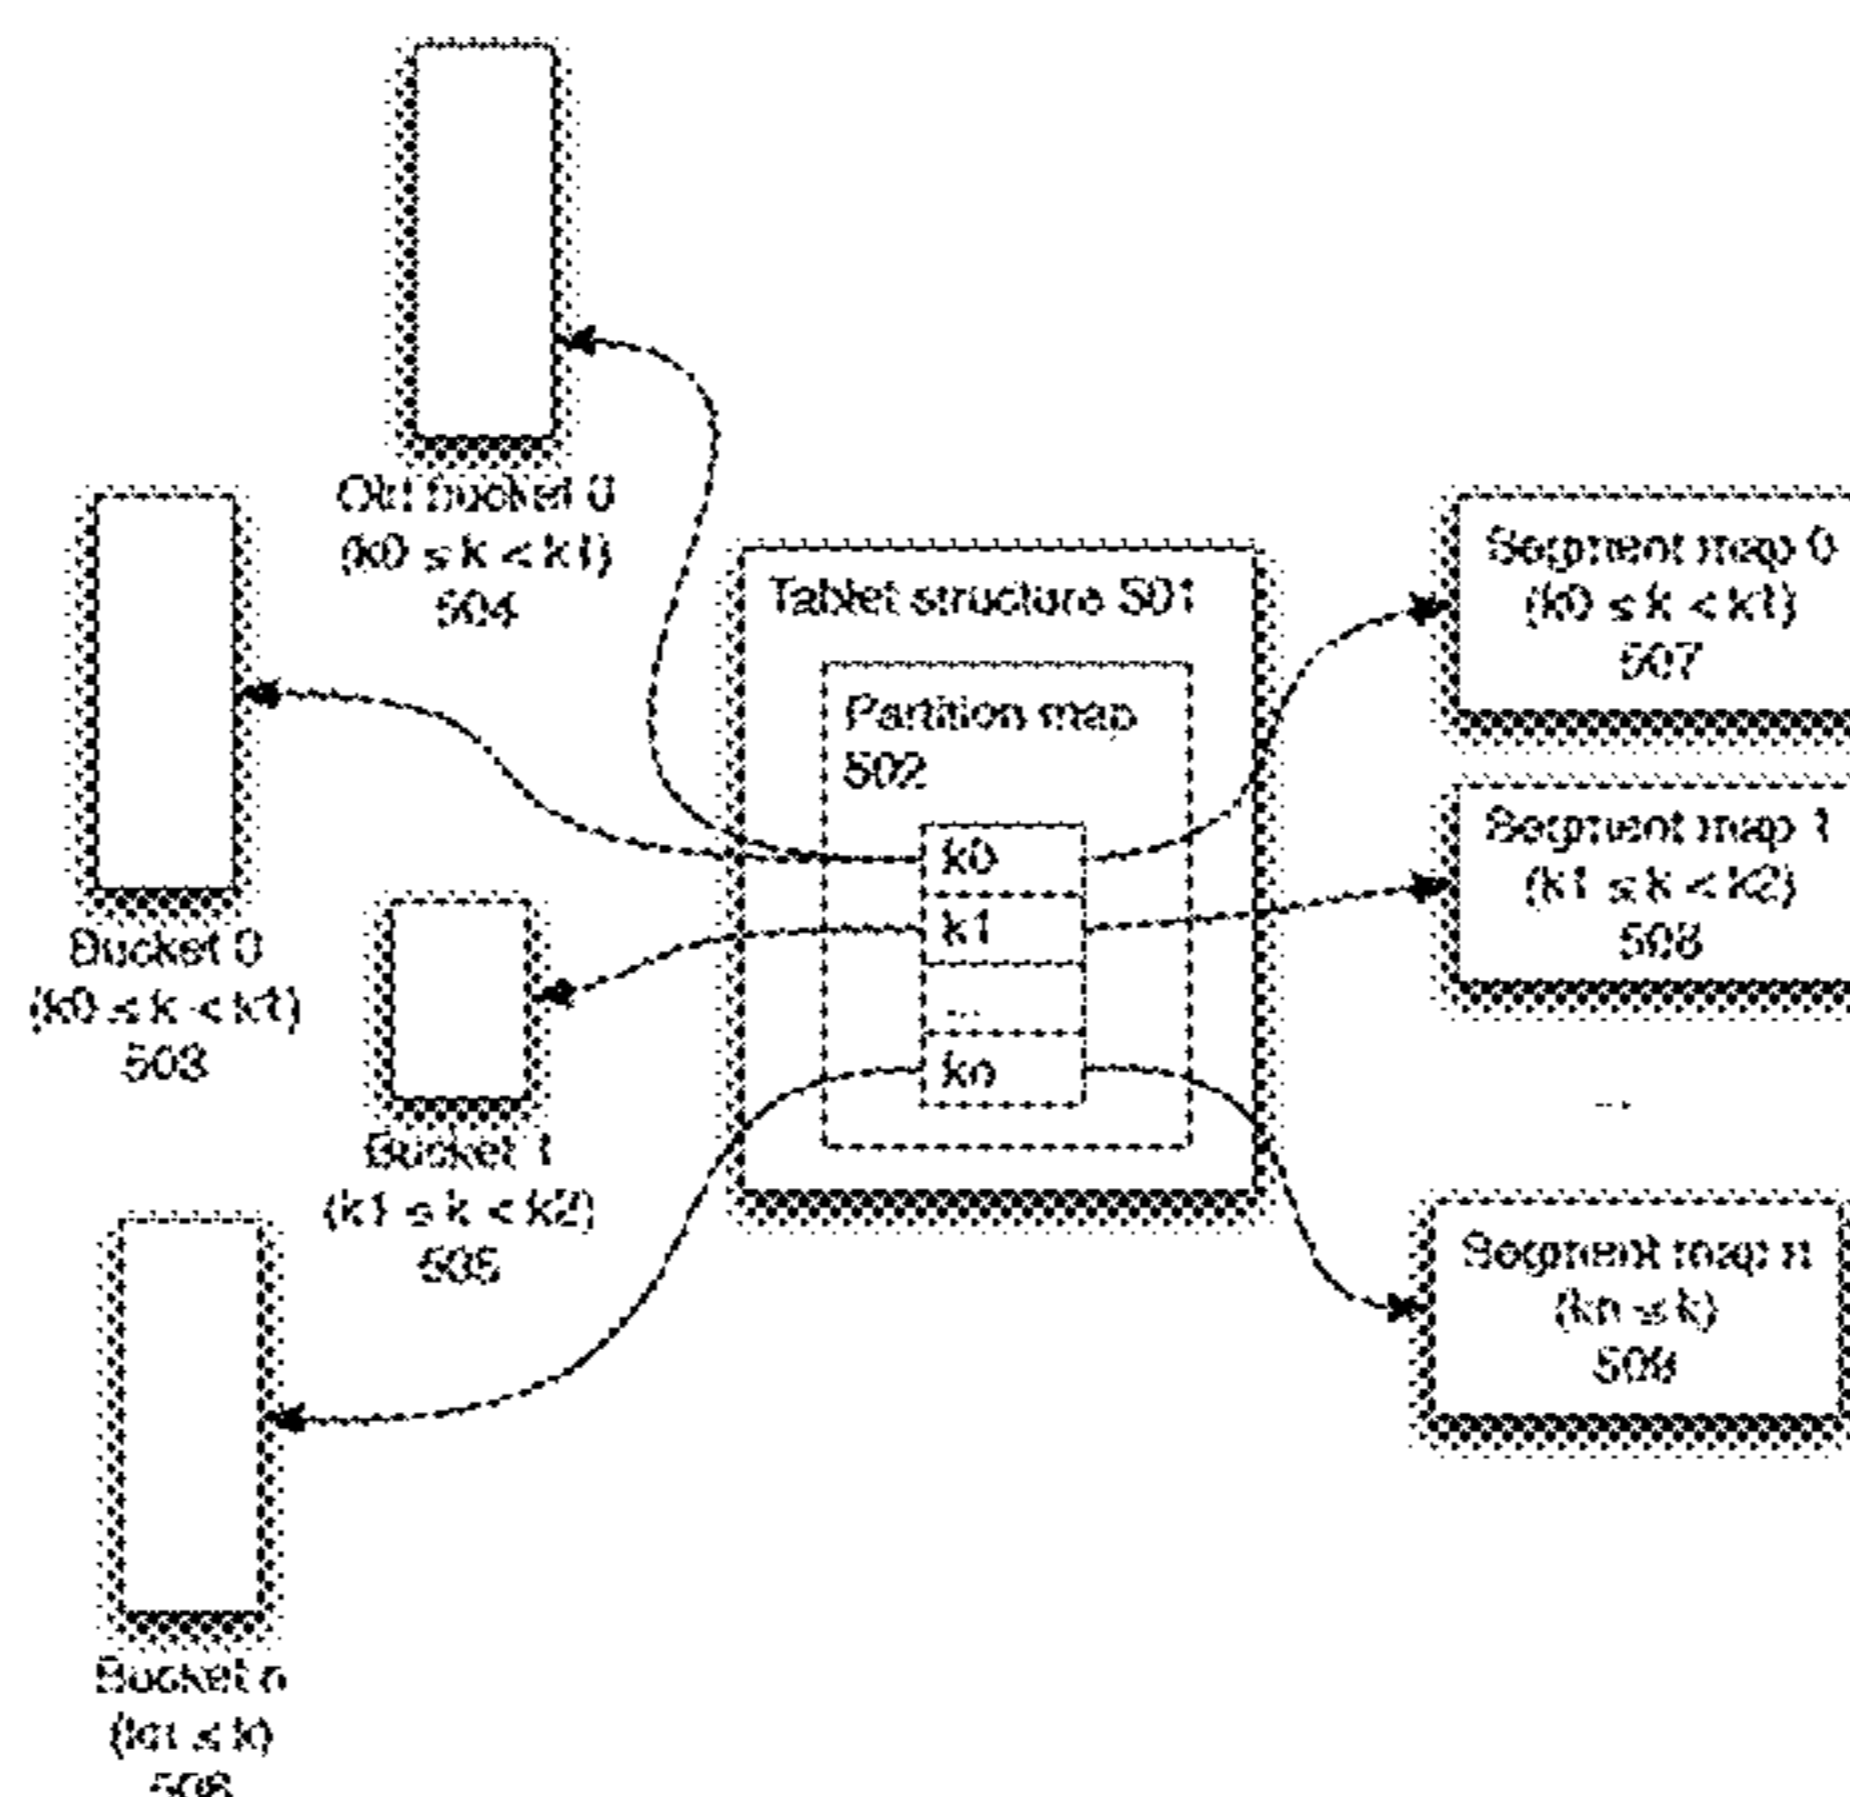 Old bucket 0
(k0 ≤ k < k1)
504
Bucket 0
(k0 ≤ k < k1)
503
Bucket 1
(k1 ≤ k < k2)
505
Bucket n
(kn ≤ k)
506
Tablet structure 501
Partition map
502
k0
k1
...
kn
Segment map 0
(k0 ≤ k < k1)
507
Segment map 1
(k1 ≤ k < k2)
508
...
Segment map n
(kn ≤ k)
509